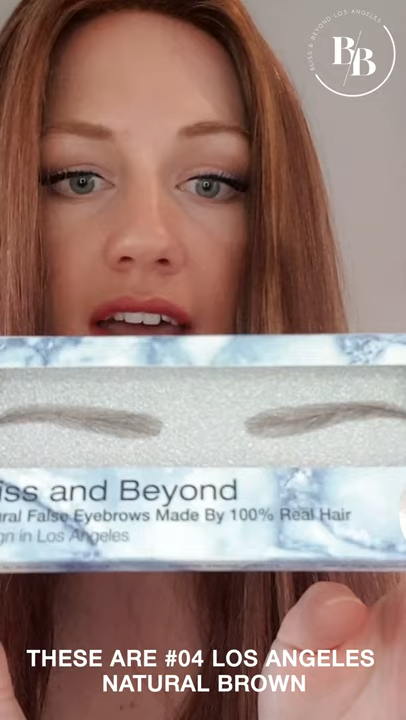 BLISS & BEYOND LOS ANGELES
B/B
iss and Beyond
ural False Eyebrows Made By 100% Real Hair
gn in Los Angeles
THESE ARE #04 LOS ANGELES
NATURAL BROWN